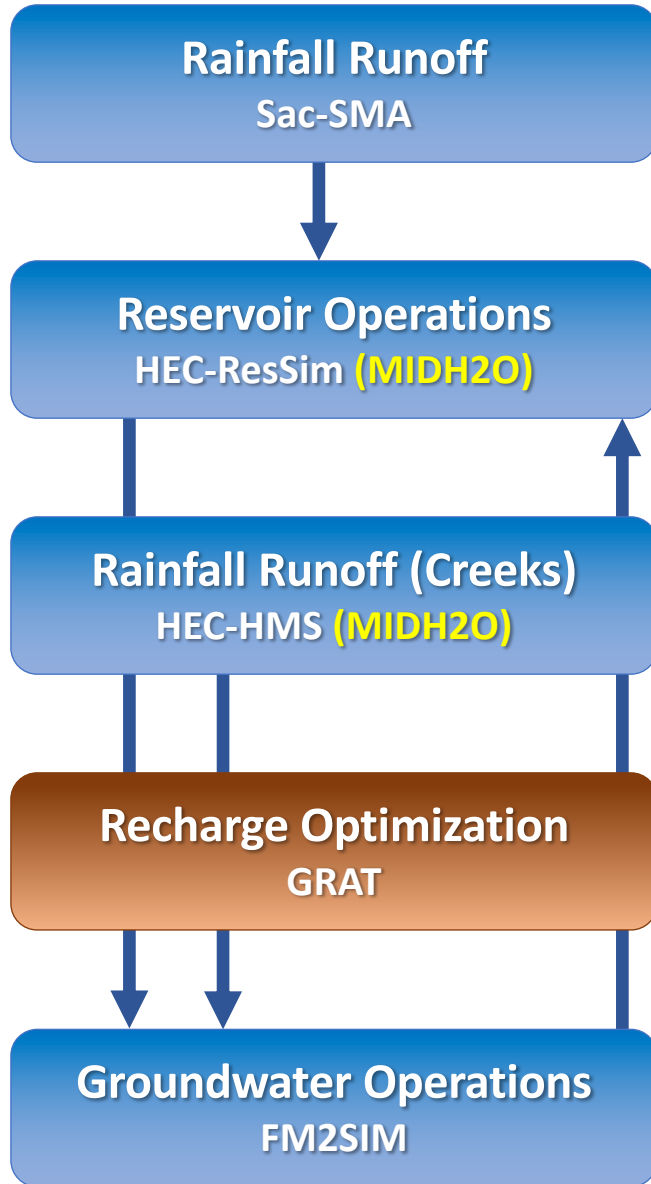 Rainfall Runoff
Sac-SMA
Reservoir Operations
HEC-ResSim (MIDH2O)
Rainfall Runoff (Creeks)
HEC-HMS (MIDH2O)
Recharge Optimization
GRAT
Groundwater Operations
FM2SIM